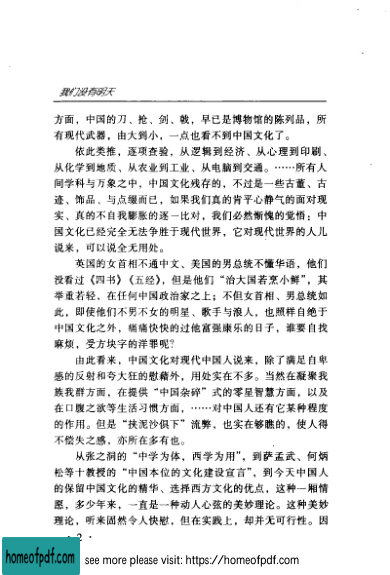 我们没有明天
方面，中国的刀、抢、剑、戟，早已是博物馆的陈列品，所
有现代武器，由大到小，一点也看不到中国文化了。
依此类推，逐项查验，从逻辑到经济、从心理到印刷、
从化学到地质、从农业到工业、从电脑到交通。……所有人
间学科与万象之中，中国文化残存的，不过是一些古董、古
迹、饰品、与点缀而已，如果我们真的肯平心静气的面对现
实、真的不自我膨胀的逐一比对，我们必然惭愧的觉悟：中
国文化已经完全无法争胜于现代世界，它对现代世界的人儿
说来，可以说全无用处。
英国的女首相不通中文、美国的男总统不懂华语，他们
没看过《四书》《五经》，但是他们“治大国若烹小鲜”，其
举重若轻，在任何中国政治家之上；不但女首相、男总统如
此，即使他们不男不女的明星、歌手与浪人，也照样自绝于
中国文化之外，痛痛快快的过他富强康乐的日子，谁要自找
麻烦，受方块字的洋罪呢？
由此看来，中国文化对现代中国人说来，除了满足自卑
感的反射和夸大狂的慰藉外，用处实在不多。当然在凝聚我
族我群方面，在提供“中国杂碎”式的零星智慧方面，以及
在口腹之欲等生活习惯方面，……对中国人还有它某种程度
的作用。但是“挟泥沙俱下”流弊，也实在够瞧的，使人得
不偿失之感，亦所在多有也。
从张之洞的“中学为体，西学为用”，到萨孟武、何炳
松等十教授的“中国本位的文化建设宣言”，到今天中国人
的保留中国文化的精华、选择西方文化的优点，这种一厢情
愿，多少年来，一直是一种动人心弦的美妙理论。这种美妙
理论，听来固然令人快慰，但在实践上，却并无可行性。因
· 2 ·
homeofpdf.com
see more please visit: https://homeofpdf.com